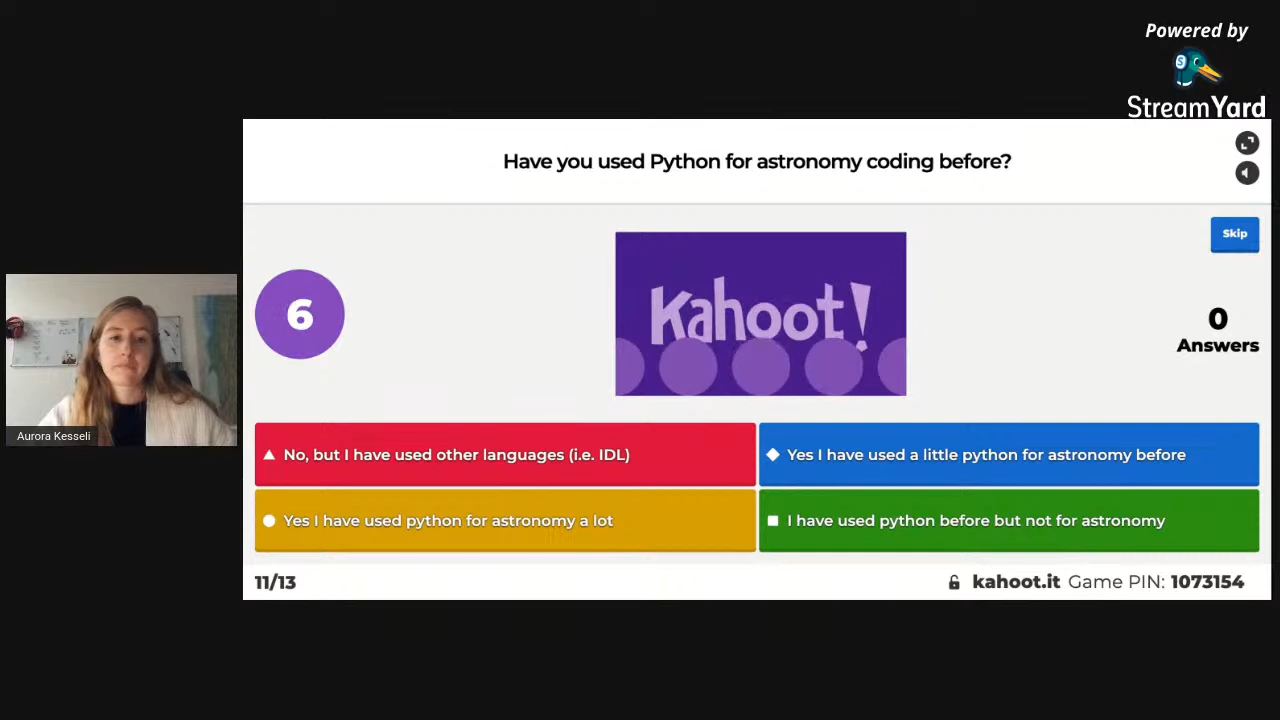 Powered by
StreamYard
Have you used Python for astronomy coding before?
Skip
6
Kahoot!
0
Answers
Aurora Kesseli
No, but I have used other languages (i.e. IDL)
Yes I have used a little python for astronomy before
Yes I have used python for astronomy a lot
I have used python before but not for astronomy
11/13
kahoot.it Game PIN: 1073154